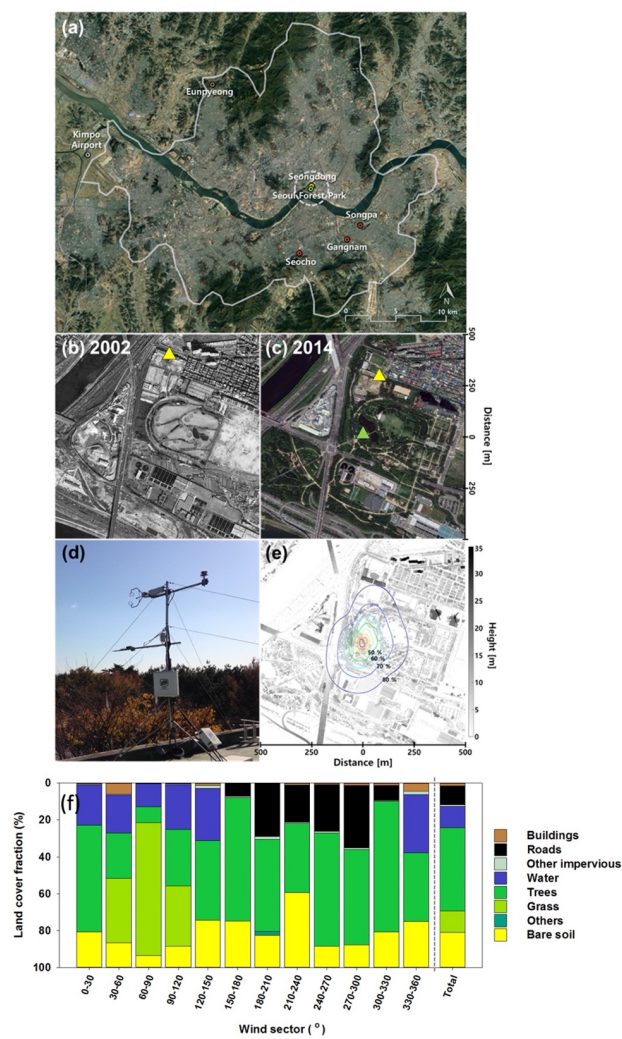 (a)
Eunpyeong
Kimpo
Airport
Seongdong
Seoul Forest Park
Songpa
Gangnam
Seocho
N
0 5 10 km
(b) 2002
(c) 2014
500
250
0
250
Distance [m]
(d)
(e)
50 %
60 %
70 %
80 %
35
30
25
20
15
10
5
0
Height [m]
500 250 0 250 500
Distance [m]
(f)
Land cover fraction (%)
0
20
40
60
80
100
0-30
30-60
60-90
90-120
120-150
150-180
180-210
210-240
240-270
270-300
300-330
330-360
Total
Wind sector ( o )
Buildings
Roads
Other impervious
Water
Trees
Grass
Others
Bare soil